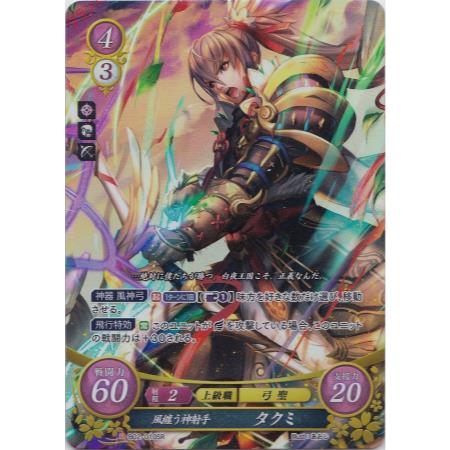 4
3
…絶対に僕たちが勝つ 白夜王国こそ、正義なんだ…
神器 風神弓 1ターンに1回 味方を好きな数だけ選び、移動
させる。
飛行特効 このユニットが を攻撃している場合、このユニット
の戦闘力は+30される。
戦闘力
60
射程
2
上級職
弓聖
支援力
20
風纏う神射手
タクミ